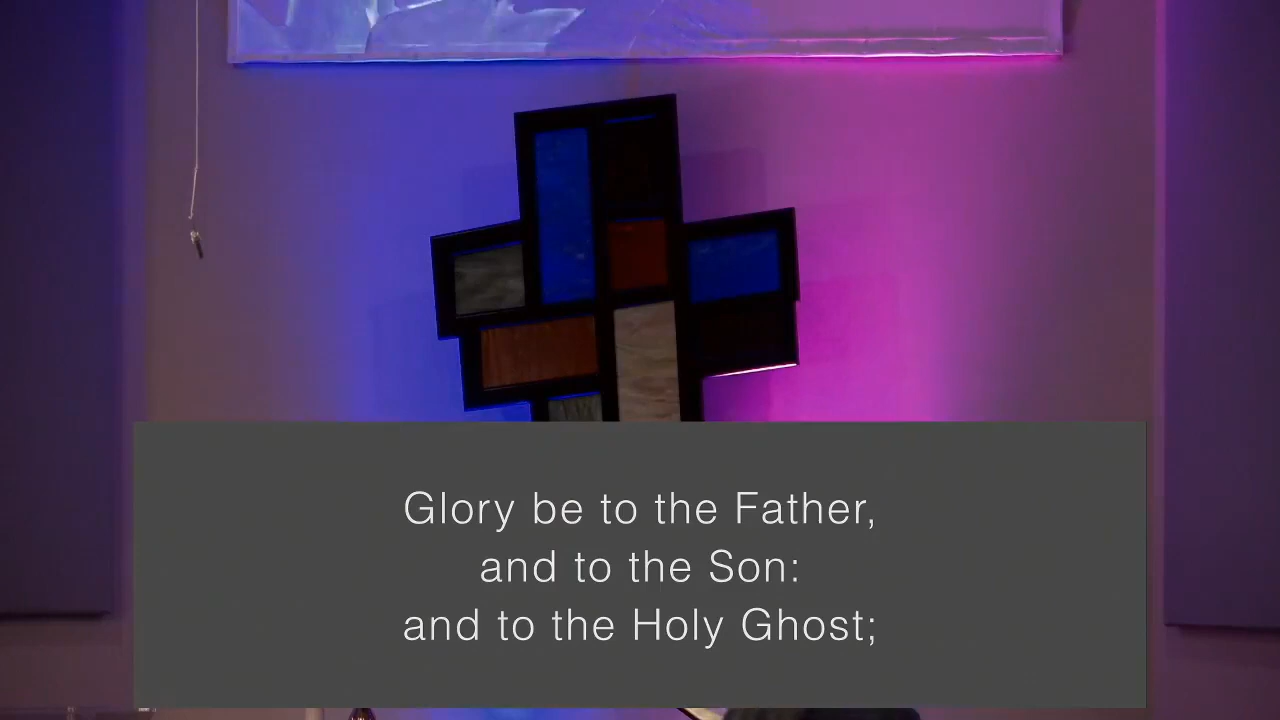 Glory be to the Father,
and to the Son:
and to the Holy Ghost;